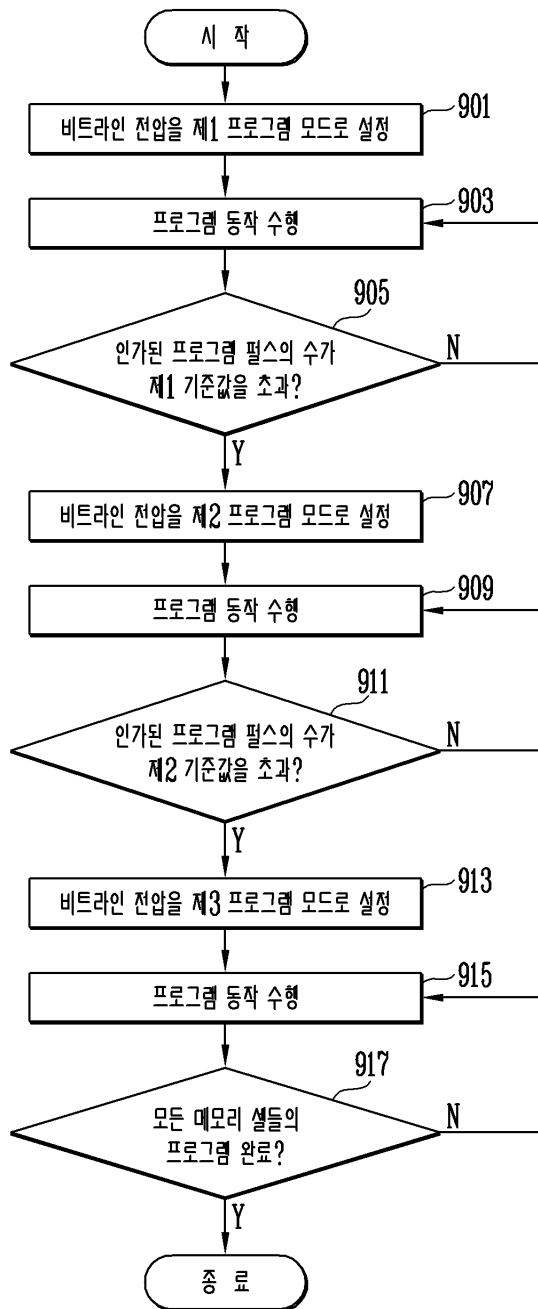 시 작
비트라인 전압을 제1 프로그램 모드로 설정
901
프로그램 동작 수행
903
905
인가된 프로그램 펄스의 수가
제1 기준값을 초과?
N
Y
비트라인 전압을 제2 프로그램 모드로 설정
907
프로그램 동작 수행
909
911
인가된 프로그램 펄스의 수가
제2 기준값을 초과?
N
Y
비트라인 전압을 제3 프로그램 모드로 설정
913
프로그램 동작 수행
915
917
모든 메모리 셀들의
프로그램 완료?
N
Y
종 료